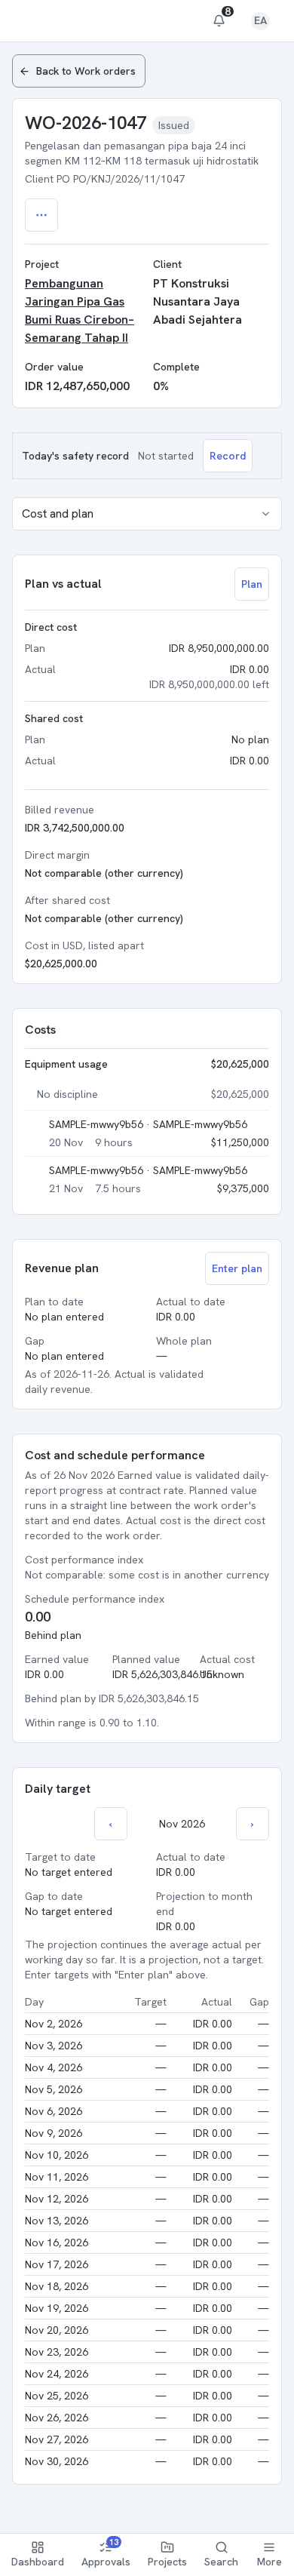 8
EA
Back to Work orders
WO-2026-1047 Issued
Pengelasan dan pemasangan pipa baja 24 inci
segmen KM 112–KM 118 termasuk uji hidrostatik
Client PO PO/KNJ/2026/11/1047
Project
Pembangunan
Jaringan Pipa Gas
Bumi Ruas Cirebon–
Semarang Tahap II
Client
PT Konstruksi
Nusantara Jaya
Abadi Sejahtera
Order value
IDR 12,487,650,000
Complete
0%
Today's safety record Not started Record
Cost and plan
Plan vs actual Plan
Direct cost
Plan IDR 8,950,000,000.00
Actual IDR 0.00
IDR 8,950,000,000.00 left
Shared cost
Plan No plan
Actual IDR 0.00
Billed revenue
IDR 3,742,500,000.00
Direct margin
Not comparable (other currency)
After shared cost
Not comparable (other currency)
Cost in USD, listed apart
$20,625,000.00
Costs
Equipment usage $20,625,000
No discipline $20,625,000
SAMPLE-mwwy9b56 · SAMPLE-mwwy9b56
20 Nov 9 hours $11,250,000
SAMPLE-mwwy9b56 · SAMPLE-mwwy9b56
21 Nov 7.5 hours $9,375,000
Revenue plan Enter plan
Plan to date
No plan entered
Actual to date
IDR 0.00
Gap
No plan entered
Whole plan
—
As of 2026-11-26. Actual is validated
daily revenue.
Cost and schedule performance
As of 26 Nov 2026 Earned value is validated daily-
report progress at contract rate. Planned value
runs in a straight line between the work order's
start and end dates. Actual cost is the direct cost
recorded to the work order.
Cost performance index
Not comparable: some cost is in another currency
Schedule performance index
0.00
Behind plan
Earned value
IDR 0.00
Planned value
IDR 5,626,303,846.15
Actual cost
Unknown
Behind plan by IDR 5,626,303,846.15
Within range is 0.90 to 1.10.
Daily target
‹ Nov 2026 ›
Target to date
No target entered
Actual to date
IDR 0.00
Gap to date
No target entered
Projection to month
end
IDR 0.00
The projection continues the average actual per
working day so far. It is a projection, not a target.
Enter targets with "Enter plan" above.
Day Target Actual Gap
Nov 2, 2026 — IDR 0.00 —
Nov 3, 2026 — IDR 0.00 —
Nov 4, 2026 — IDR 0.00 —
Nov 5, 2026 — IDR 0.00 —
Nov 6, 2026 — IDR 0.00 —
Nov 9, 2026 — IDR 0.00 —
Nov 10, 2026 — IDR 0.00 —
Nov 11, 2026 — IDR 0.00 —
Nov 12, 2026 — IDR 0.00 —
Nov 13, 2026 — IDR 0.00 —
Nov 16, 2026 — IDR 0.00 —
Nov 17, 2026 — IDR 0.00 —
Nov 18, 2026 — IDR 0.00 —
Nov 19, 2026 — IDR 0.00 —
Nov 20, 2026 — IDR 0.00 —
Nov 23, 2026 — IDR 0.00 —
Nov 24, 2026 — IDR 0.00 —
Nov 25, 2026 — IDR 0.00 —
Nov 26, 2026 — IDR 0.00 —
Nov 27, 2026 — IDR 0.00 —
Nov 30, 2026 — IDR 0.00 —
13
Dashboard Approvals Projects Search More